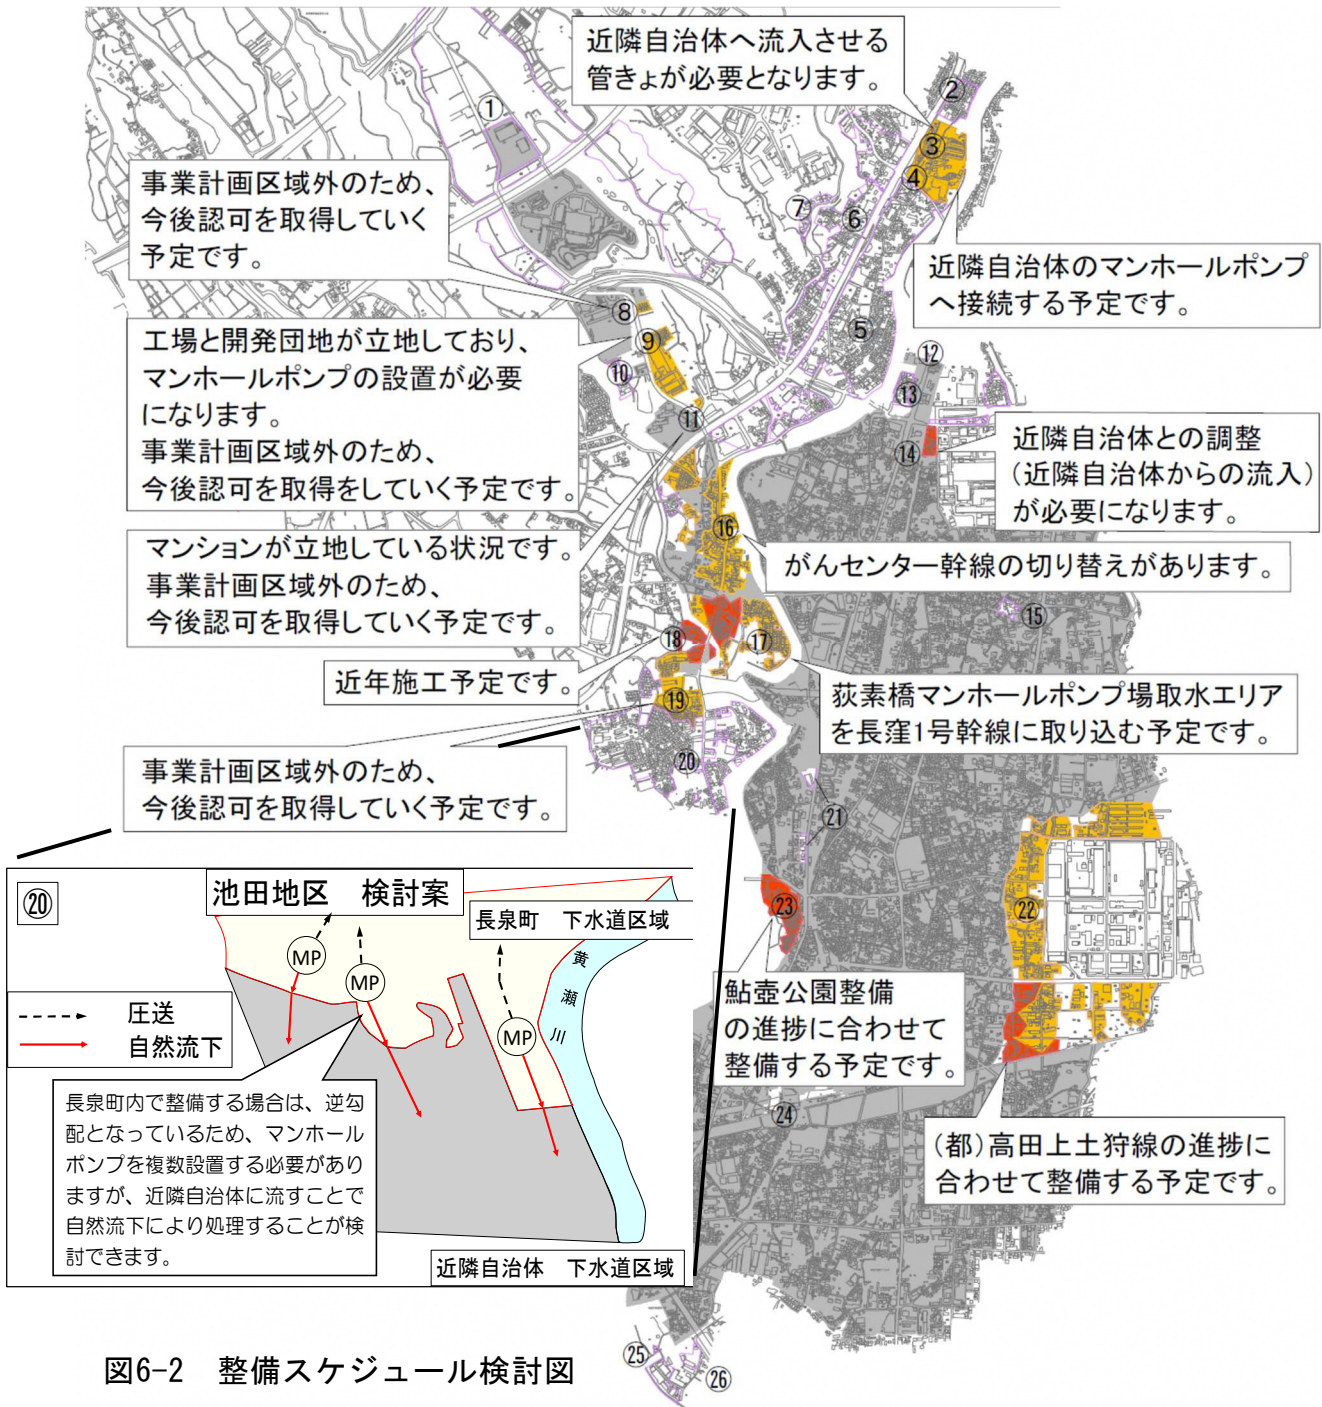 近隣自治体へ流入させる
管きょが必要となります。
②
①
③
④
事業計画区域外のため、
今後認可を取得していく
予定です。
⑦
⑥
近隣自治体のマンホールポンプ
へ接続する予定です。
⑧
⑤
工場と開発団地が立地しており、
マンホールポンプの設置が必要
になります。
事業計画区域外のため、
今後認可を取得をしていく予定です。
⑨
⑩
⑪
⑫
⑬
⑭
近隣自治体との調整
(近隣自治体からの流入)
が必要になります。
マンションが立地している状況です。
事業計画区域外のため、
今後認可を取得していく予定です。
⑯
がんセンター幹線の切り替えがあります。
⑮
⑱
⑰
近年施工予定です。
⑲
荻素橋マンホールポンプ場取水エリア
を長窪1号幹線に取り込む予定です。
事業計画区域外のため、
今後認可を取得していく予定です。
⑳
㉑
㉒
㉓
鮎壺公園整備
の進捗に合わせて
整備する予定です。
㉔
(都)高田上土狩線の進捗に
合わせて整備する予定です。
⑳
池田地区 検討案
長泉町 下水道区域
黄瀬川
MP
MP
MP
圧送
自然流下
長泉町内で整備する場合は、逆勾
配となっているため、マンホール
ポンプを複数設置する必要があり
ますが、近隣自治体に流すことで
自然流下により処理することが検
討できます。
近隣自治体 下水道区域
㉕
㉖
図6-2 整備スケジュール検討図